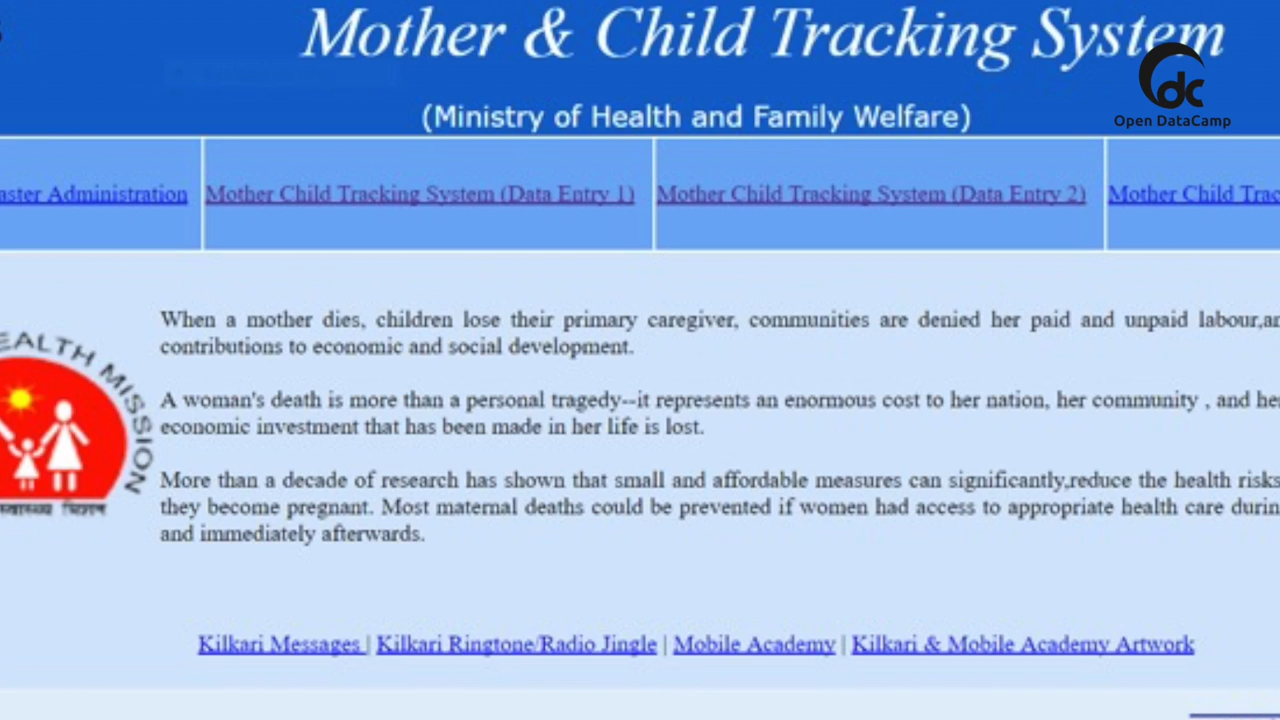 Mother & Child Tracking System
Open DataCamp
(Ministry of Health and Family Welfare)
aster Administration
Mother Child Tracking System (Data Entry 1)
Mother Child Tracking System (Data Entry 2)
Mother Child Trac
EALTH MISSION
When a mother dies, children lose their primary caregiver, communities are denied her paid and unpaid labour,an
contributions to economic and social development.
A woman's death is more than a personal tragedy--it represents an enormous cost to her nation, her community , and her
economic investment that has been made in her life is lost.
More than a decade of research has shown that small and affordable measures can significantly,reduce the health risks
they become pregnant. Most maternal deaths could be prevented if women had access to appropriate health care durin
and immediately afterwards.
Kilkari Messages | Kilkari Ringtone/Radio Jingle | Mobile Academy | Kilkari & Mobile Academy Artwork